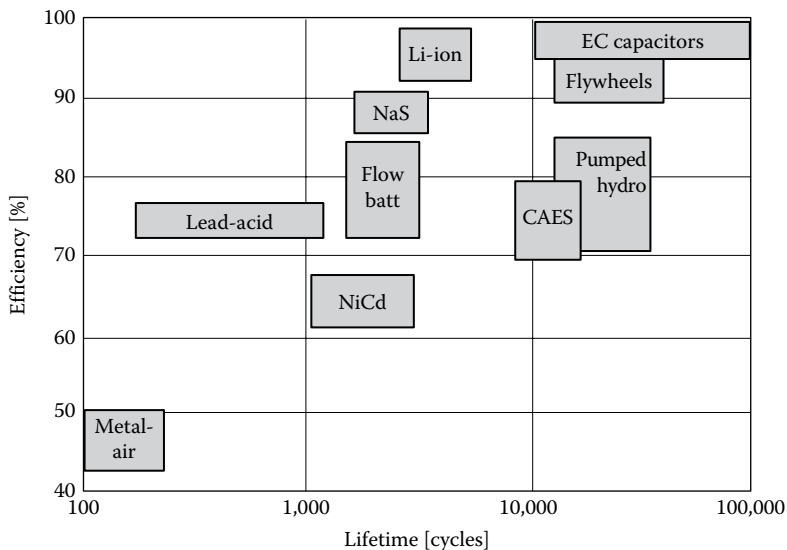 100
EC capacitors
Li-ion
Flywheels
90
NaS
Flow
batt
Pumped
hydro
80
CAES
Lead-acid
70
NiCd
60
50
Metal-
air
40
Efficiency [%]
100
1,000
10,000
100,000
Lifetime [cycles]